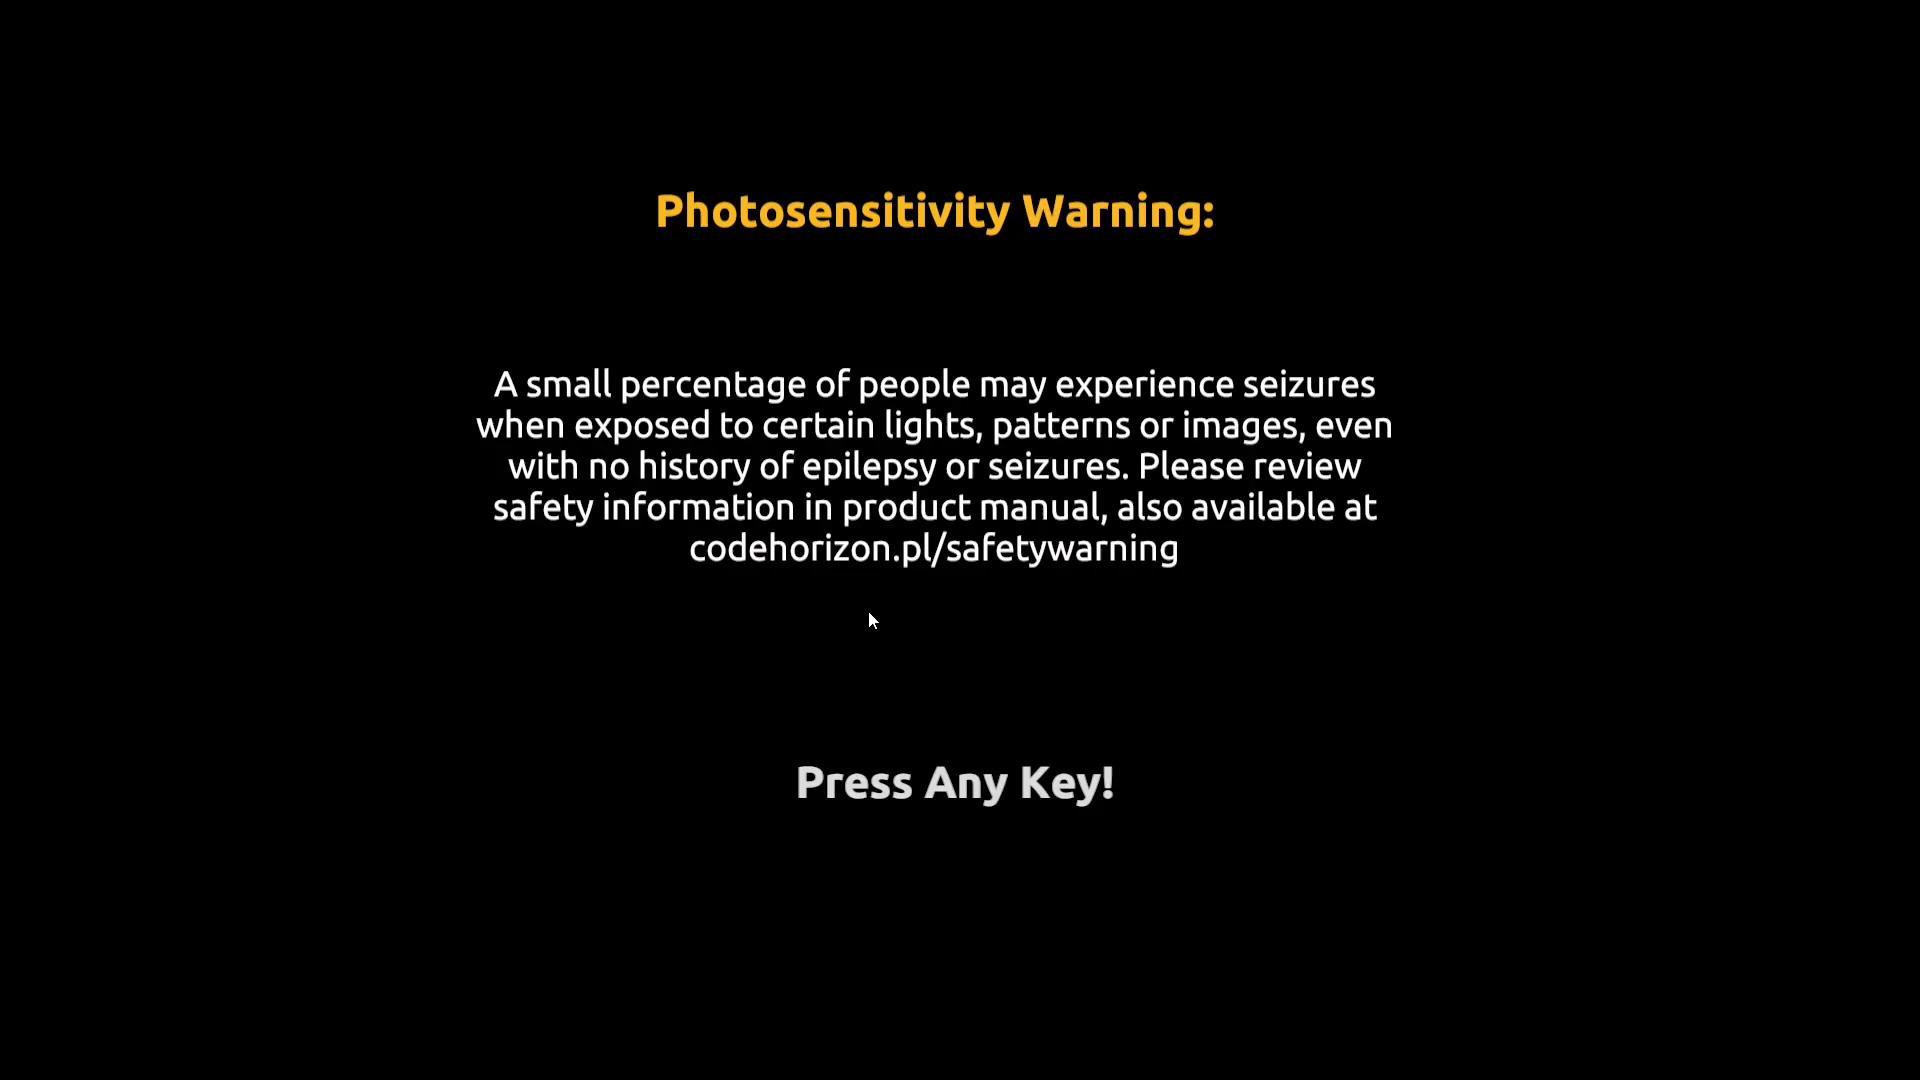 Photosensitivity Warning:
A small percentage of people may experience seizures
when exposed to certain lights, patterns or images, even
with no history of epilepsy or seizures. Please review
safety information in product manual, also available at
codehorizon.pl/safetywarning
Press Any Key!